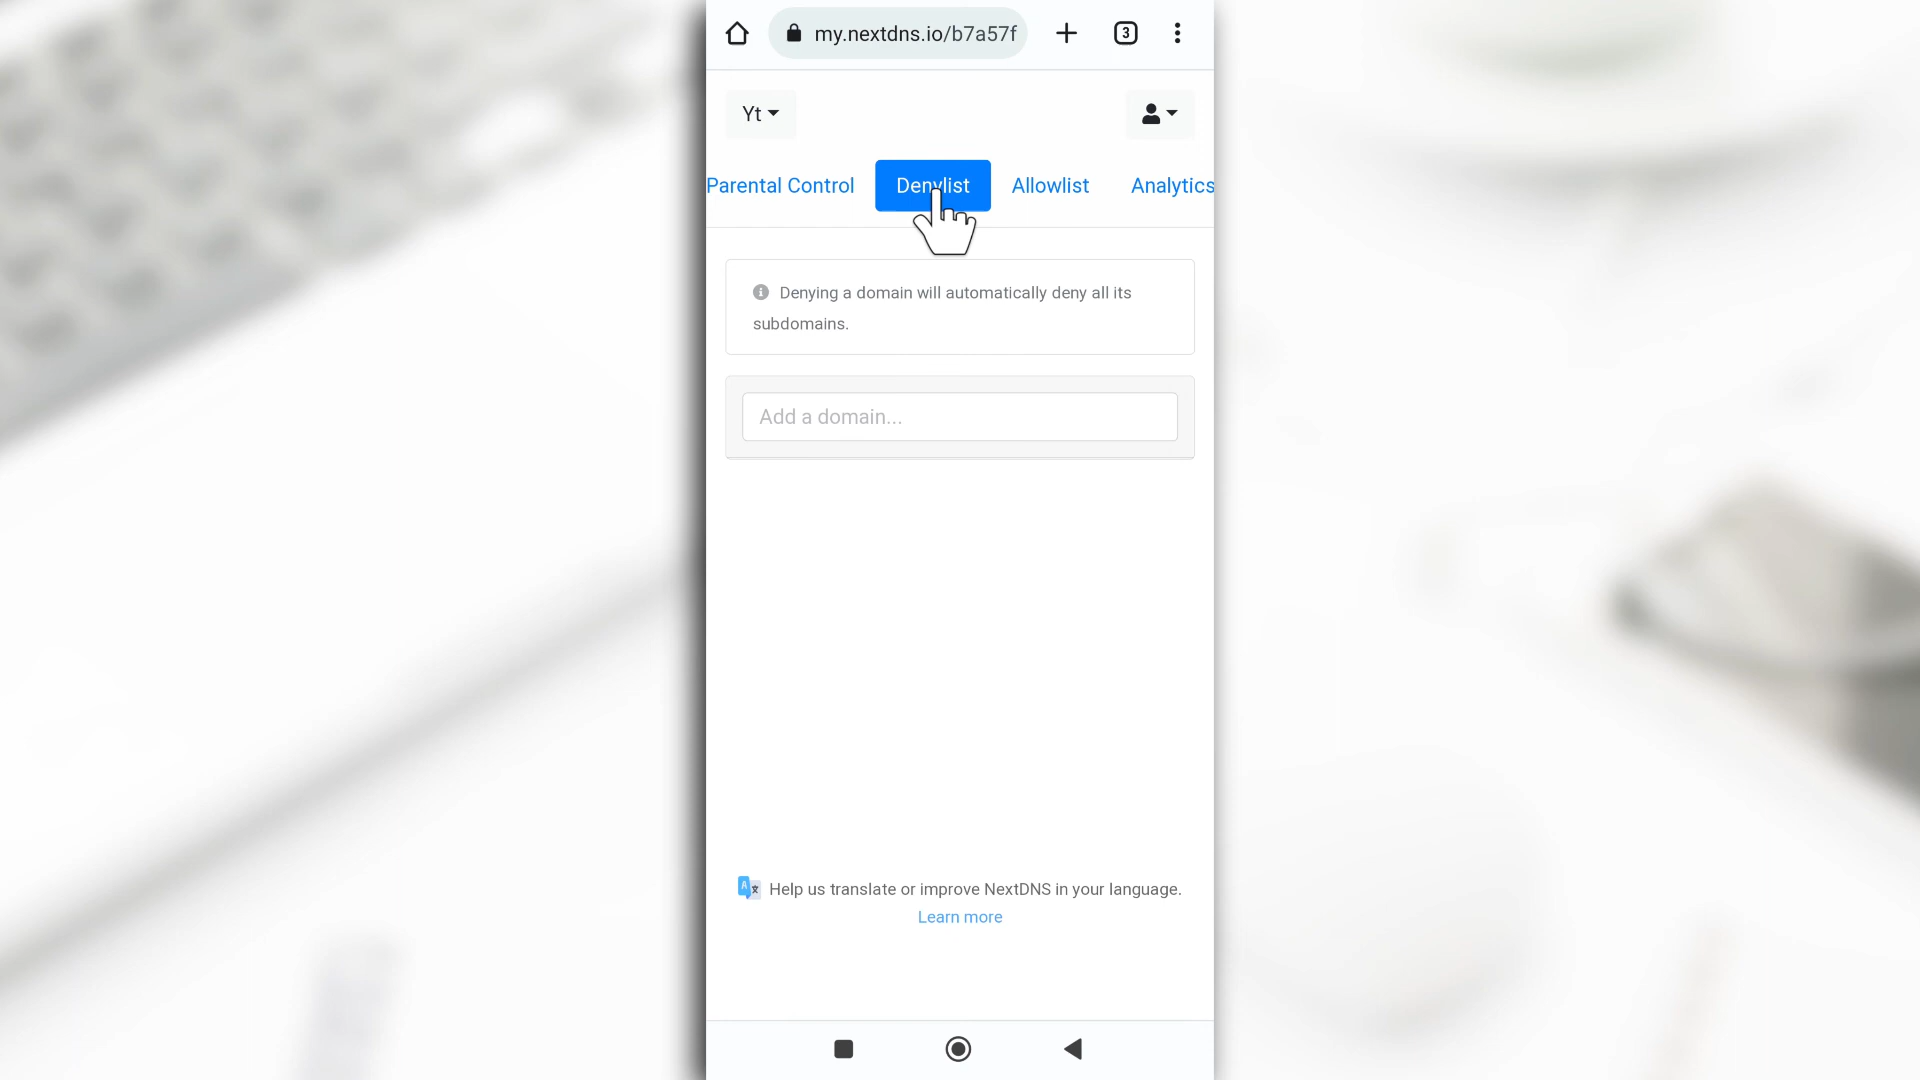 my.nextdns.io/b7a57f
3
Yt
Parental Control Denylist Allowlist Analytics
Denying a domain will automatically deny all its
subdomains.
Add a domain...
Help us translate or improve NextDNS in your language.
Learn more